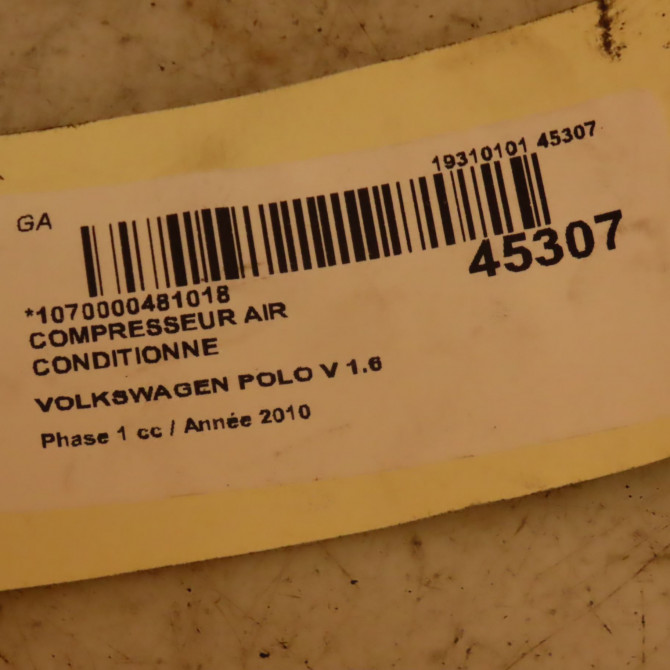 19310101 45307
GA
45307
*1070000481018
COMPRESSEUR AIR
CONDITIONNE
VOLKSWAGEN POLO V 1.6
Phase 1 cc / Année 2010